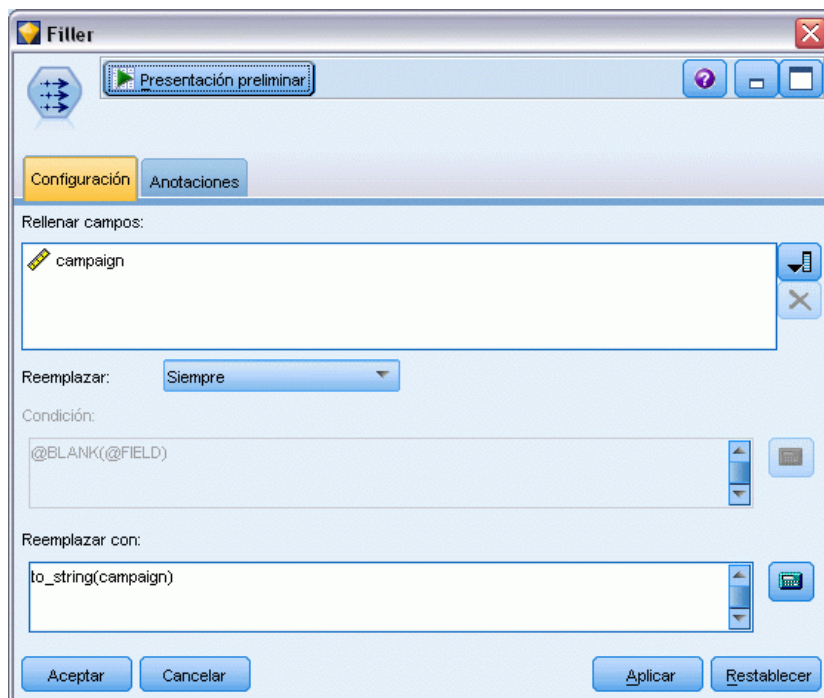 Filler
Presentación preliminar
Configuración
Anotaciones
Rellenar campos:
campaign
Reemplazar:
Siempre
Condición:
@BLANK(@FIELD)
Reemplazar con:
to_string(campaign)
Aceptar
Cancelar
Aplicar
Restablecer